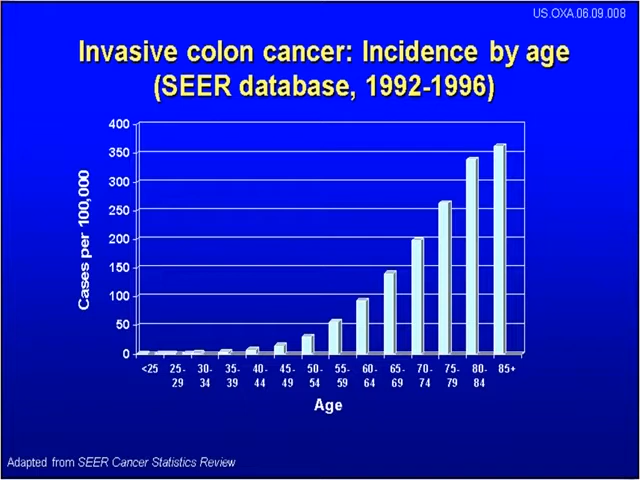 US.OXA.06.09.008
Invasive colon cancer: Incidence by age
(SEER database, 1992-1996)
400
350
300
250
200
150
100
50
0
Cases per 100,000
<25 25-29 30-34 35-39 40-44 45-49 50-54 55-59 60-64 65-69 70-74 75-79 80-84 85+
Age
Adapted from SEER Cancer Statistics Review